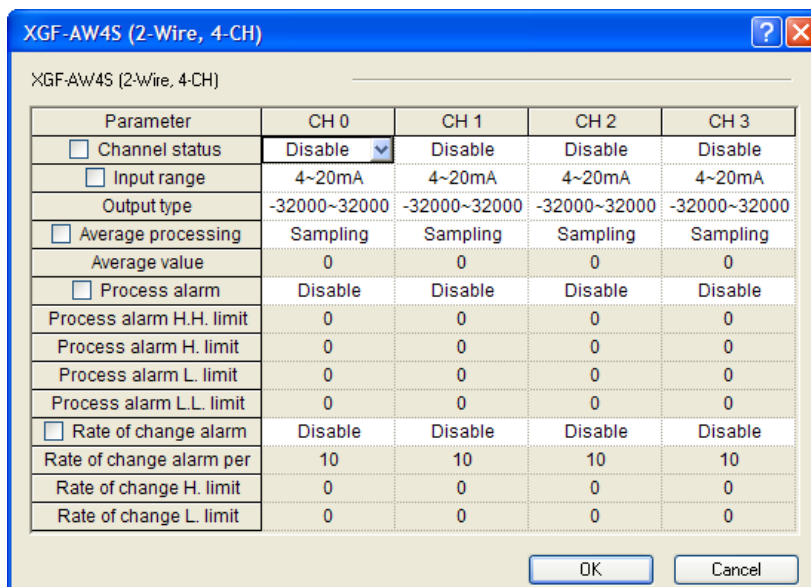 XGF-AW4S (2-Wire, 4-CH)
XGF-AW4S (2-Wire, 4-CH)
Parameter CH 0 CH 1 CH 2 CH 3
Channel status Disable Disable Disable Disable
Input range 4~20mA 4~20mA 4~20mA 4~20mA
Output type -32000~32000 -32000~32000 -32000~32000 -32000~32000
Average processing Sampling Sampling Sampling Sampling
Average value 0 0 0 0
Process alarm Disable Disable Disable Disable
Process alarm H.H. limit 0 0 0 0
Process alarm H. limit 0 0 0 0
Process alarm L. limit 0 0 0 0
Process alarm L.L. limit 0 0 0 0
Rate of change alarm Disable Disable Disable Disable
Rate of change alarm per 10 10 10 10
Rate of change H. limit 0 0 0 0
Rate of change L. limit 0 0 0 0
OK Cancel